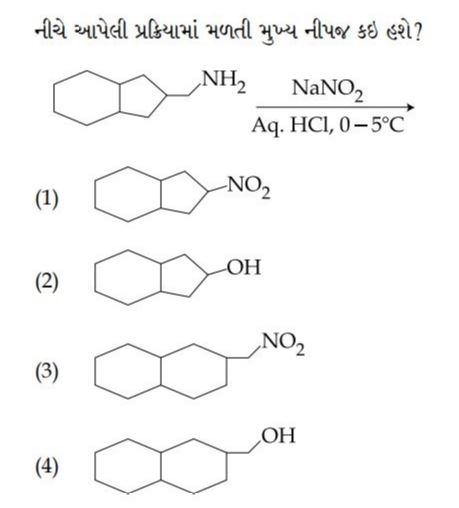 નીચે આપેલી પ્રક્રિયામાં મળતી મુખ્ય નીપજ કઇ હશે?
NH₂
NaNO₂
Aq. HCl, 0–5°C
(1)
NO₂
(2)
OH
(3)
NO₂
(4)
OH